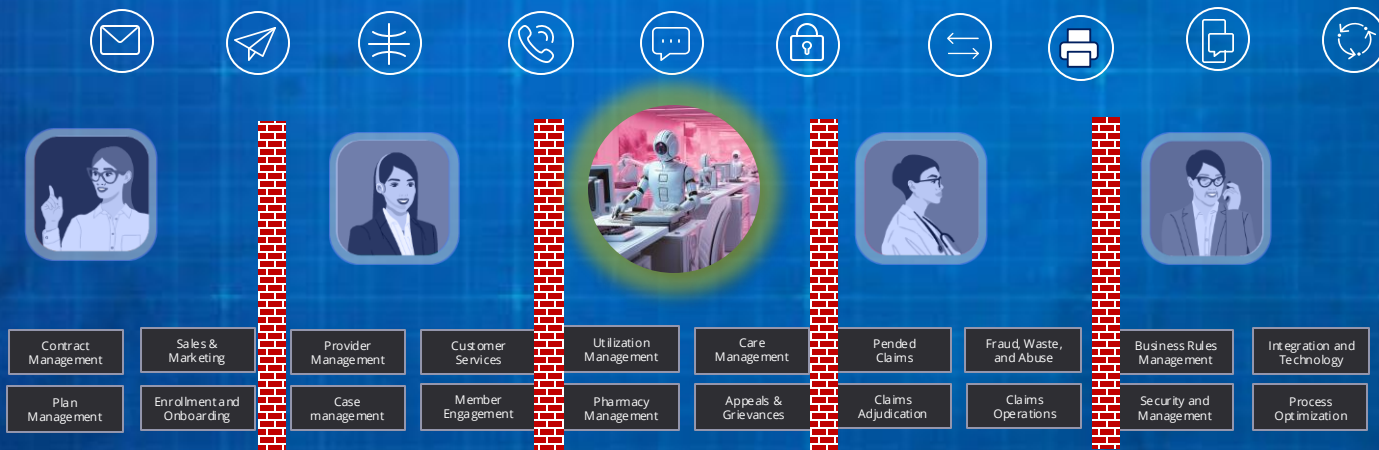 Contract
Management
Sales &
Marketing
Plan
Management
Enrollment and
Onboarding
Provider
Management
Customer
Services
Case
management
Member
Engagement
Utilization
Management
Care
Management
Pharmacy
Management
Appeals &
Grievances
Pended
Claims
Fraud, Waste,
and Abuse
Claims
Adjudication
Claims
Operations
Business Rules
Management
Integration and
Technology
Security and
Management
Process
Optimization